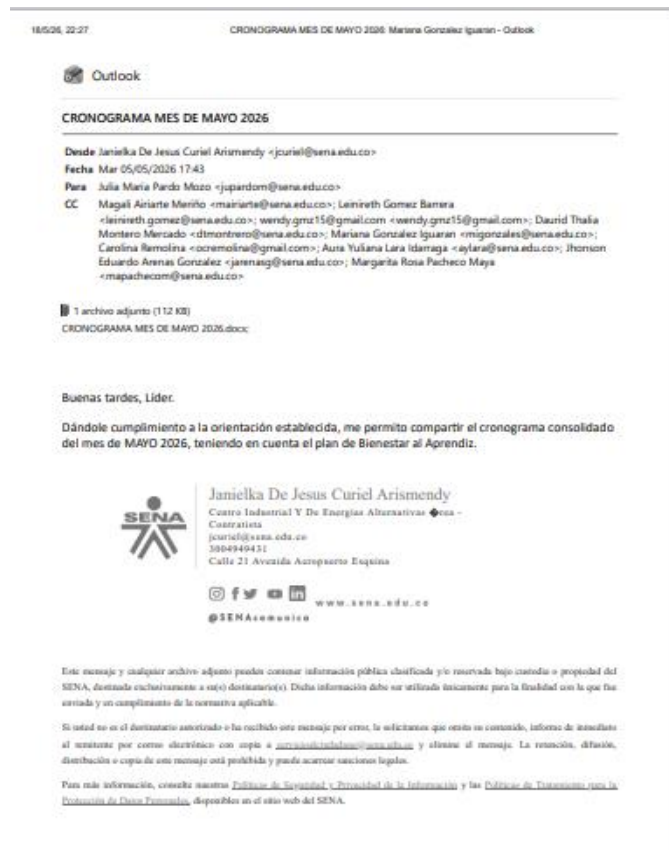 18/5/26, 22:27 CRONOGRAMA MES DE MAYO 2026: Mariana Gonzalez Iguaran - Outlook
Outlook
CRONOGRAMA MES DE MAYO 2026
Desde Janielka De Jesus Curiel Arismendy <jcuriel@sena.edu.co>
Fecha Mar 05/05/2026 17:43
Para Julia Maria Pardo Mozo <jupardom@sena.edu.co>
CC Magali Airiarte Meriño <mairiarte@sena.edu.co>; Leinireth Gomez Barrera
<leinireth.gomez@sena.edu.co>; wendy.gmz15@gmail.com <wendy.gmz15@gmail.com>; Daurid Thalia
Montero Mercado <dtmontrero@sena.edu.co>; Mariana Gonzalez Iguaran <migonzales@sena.edu.co>;
Carolina Remolina <ocremolina@gmail.com>; Aura Yuliana Lara Idarraga <aylara@sena.edu.co>; Jhonson
Eduardo Arenas Gonzalez <jarenasg@sena.edu.co>; Margarita Rosa Pacheco Maya
<mapachecom@sena.edu.co>
1 archivo adjunto (112 KB)
CRONOGRAMA MES DE MAYO 2026.docx;
Buenas tardes, Líder.
Dándole cumplimiento a la orientación establecida, me permito compartir el cronograma consolidado
del mes de MAYO 2026, teniendo en cuenta el plan de Bienestar al Aprendiz.
SENA
Janielka De Jesus Curiel Arismendy
Centro Industrial Y De Energias Alternativas �rea -
Contratista
jcuriel@sena.edu.co
3004949431
Calle 21 Avenida Aeropuerto Esquina
www.sena.edu.co
@SENAcomunica
Este mensaje y cualquier archivo adjunto pueden contener información pública clasificada y/o reservada bajo custodia o propiedad del
SENA, destinada exclusivamente a su(s) destinatario(s). Dicha información debe ser utilizada únicamente para la finalidad con la que fue
enviada y en cumplimiento de la normativa aplicable.
Si usted no es el destinatario autorizado o ha recibido este mensaje por error, le solicitamos que omita su contenido, informe de inmediato
al remitente por correo electrónico con copia a servicioalciudadano@sena.edu.co y elimine el mensaje. La retención, difusión,
distribución o copia de este mensaje está prohibida y puede acarrear sanciones legales.
Para más información, consulte nuestras Políticas de Seguridad y Privacidad de la Información y las Políticas de Tratamiento para la
Protección de Datos Personales, disponibles en el sitio web del SENA.